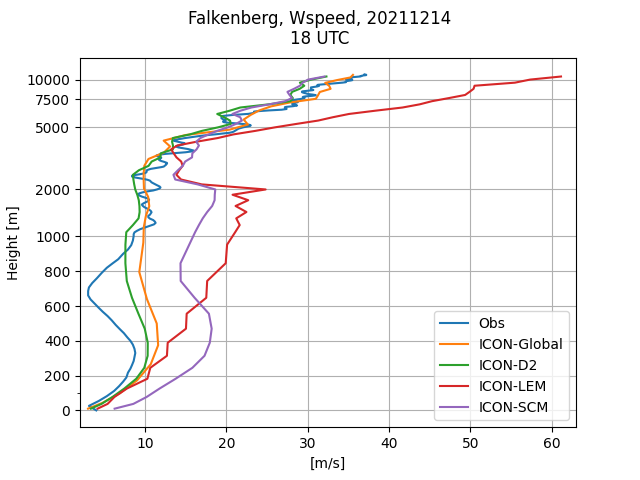 Falkenberg, Wspeed, 20211214
18 UTC
Height [m]
10000
7500
5000
2000
1000
800
600
400
200
0
10
20
30
40
50
60
[m/s]
Obs
ICON-Global
ICON-D2
ICON-LEM
ICON-SCM